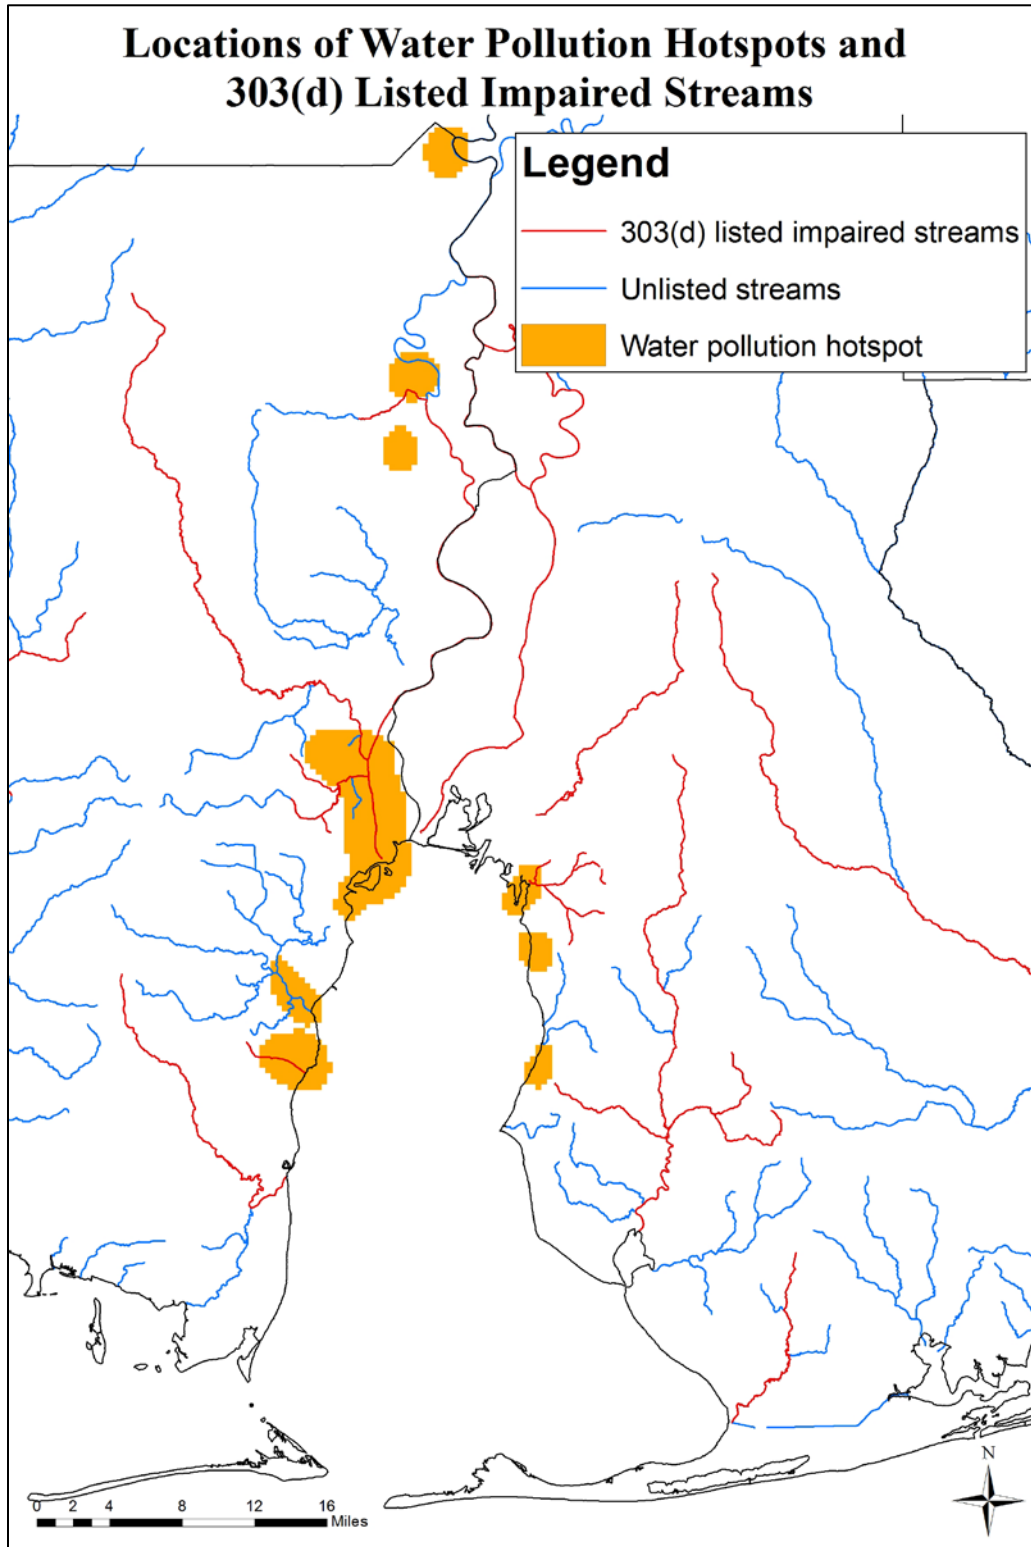 Locations of Water Pollution Hotspots and
303(d) Listed Impaired Streams
Legend
303(d) listed impaired streams
Unlisted streams
Water pollution hotspot
N
0 2 4 8 12 16
Miles